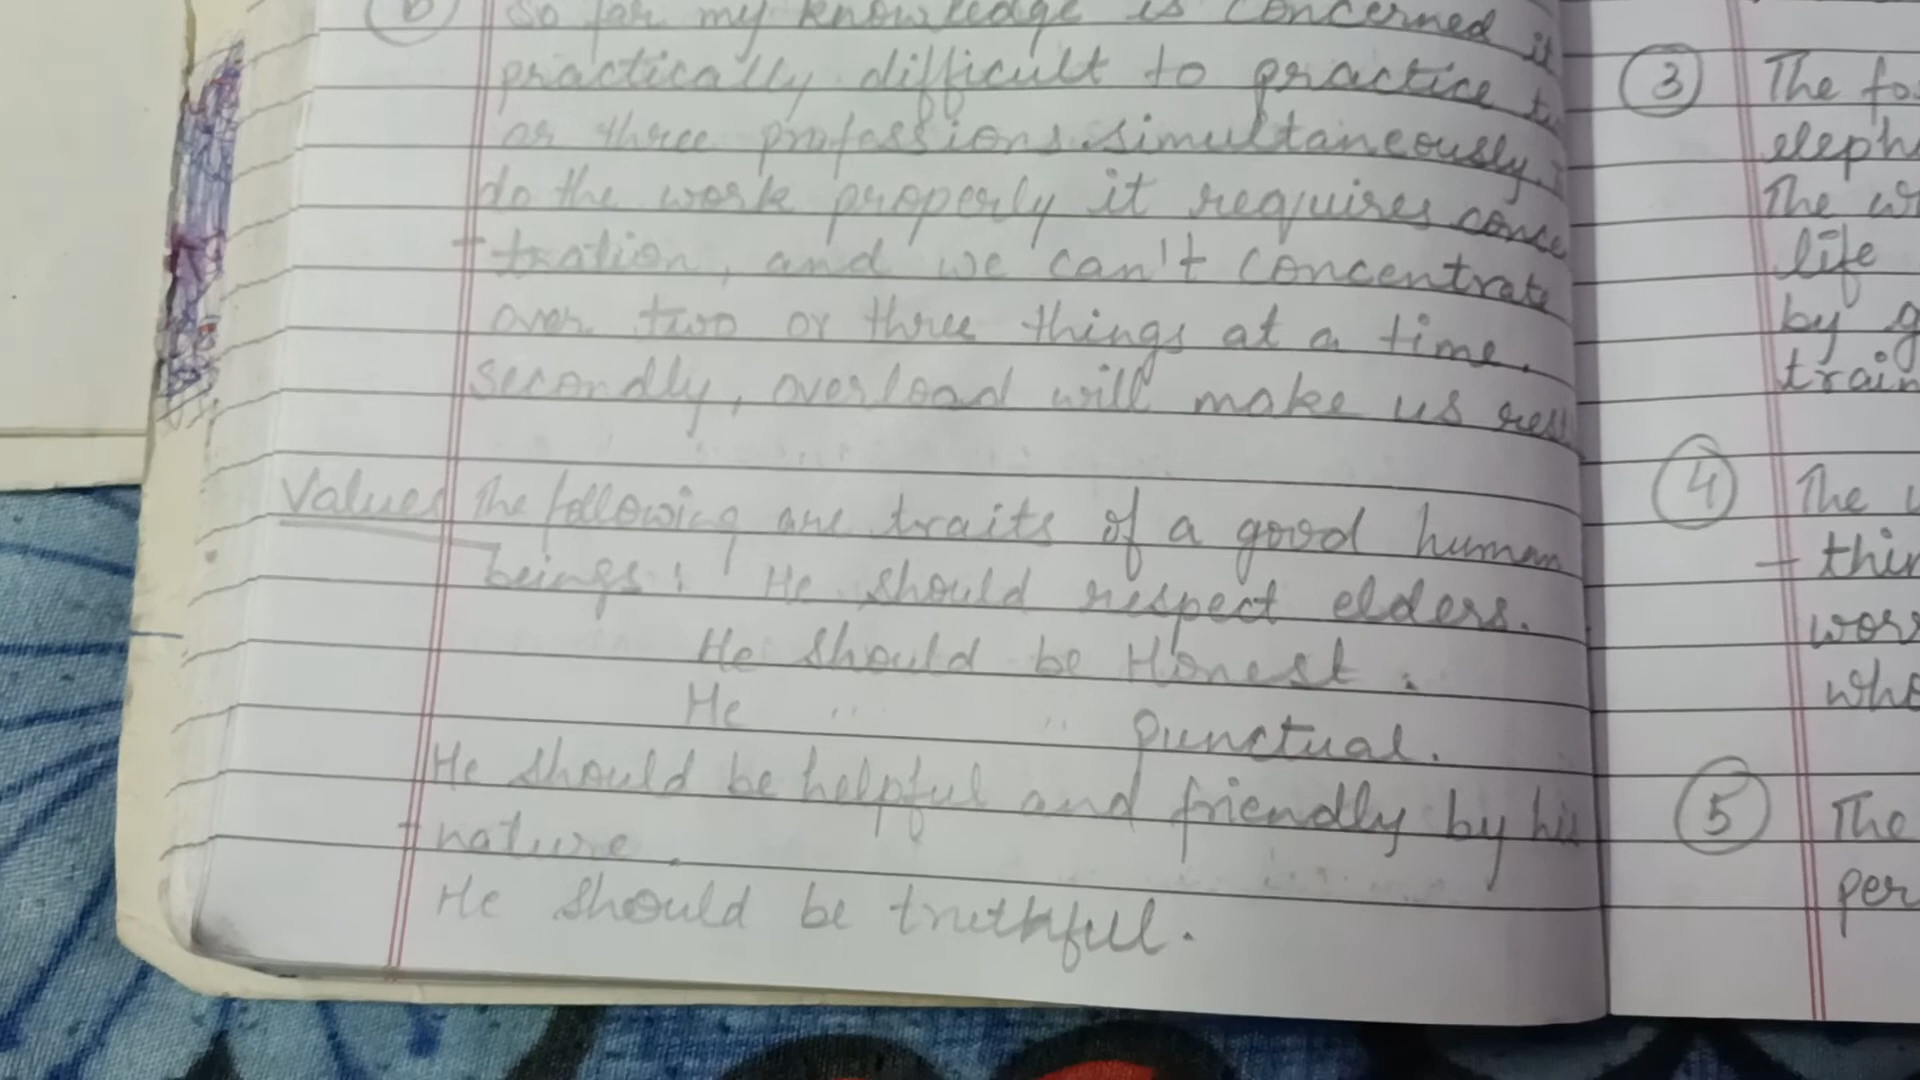 6 So far my knowledge is concerned it
practically difficult to practice
or three professions simultaneously.
do the work properly it requires conce
tration, and we can't concentrate
over two or three things at a time.
secondly, overload will make us
Values The following are traits of a good human
beings: He should respect elders.
He should be Honest.
He " " punctual.
He should be helpful and friendly by his
nature.
He should be truthful.
3 The
The
life
by
4 The
5 The